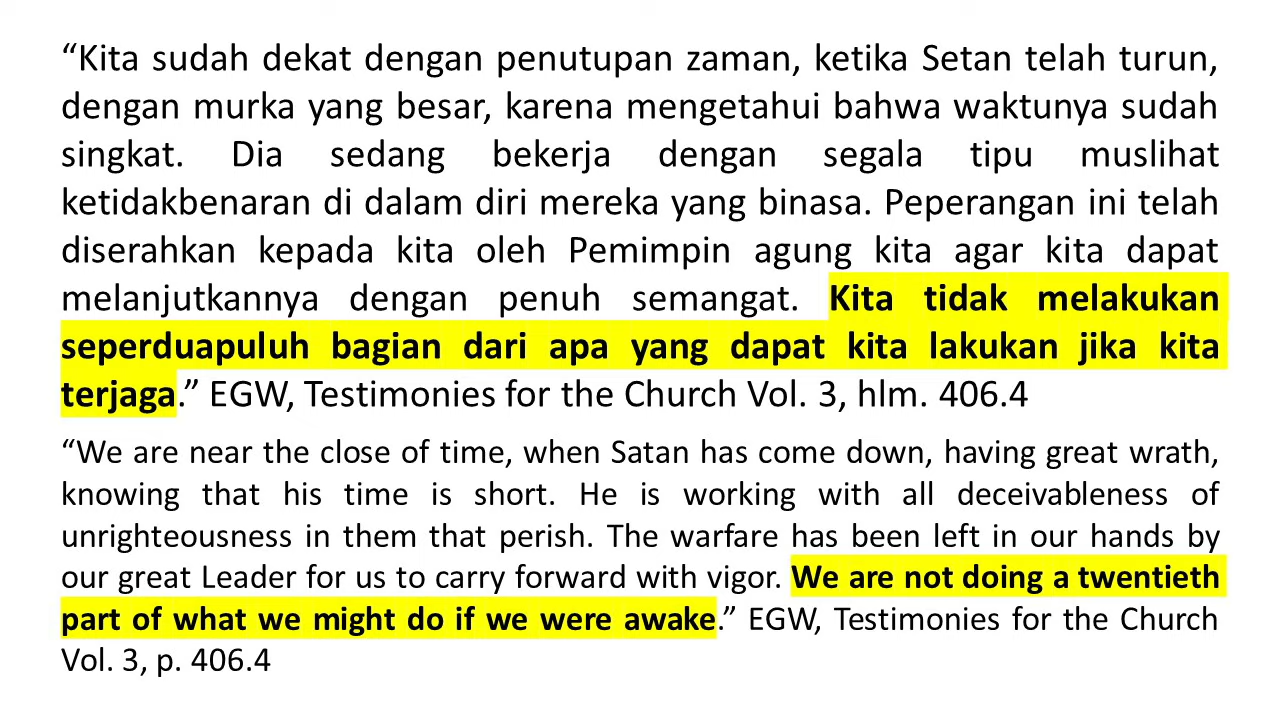 “Kita sudah dekat dengan penutupan zaman, ketika Setan telah turun,
dengan murka yang besar, karena mengetahui bahwa waktunya sudah
singkat. Dia sedang bekerja dengan segala tipu muslihat
ketidakbenaran di dalam diri mereka yang binasa. Peperangan ini telah
diserahkan kepada kita oleh Pemimpin agung kita agar kita dapat
melanjutkannya dengan penuh semangat. Kita tidak melakukan
seperduapuluh bagian dari apa yang dapat kita lakukan jika kita
terjaga.” EGW, Testimonies for the Church Vol. 3, hlm. 406.4
“We are near the close of time, when Satan has come down, having great wrath,
knowing that his time is short. He is working with all deceivableness of
unrighteousness in them that perish. The warfare has been left in our hands by
our great Leader for us to carry forward with vigor. We are not doing a twentieth
part of what we might do if we were awake.” EGW, Testimonies for the Church
Vol. 3, p. 406.4